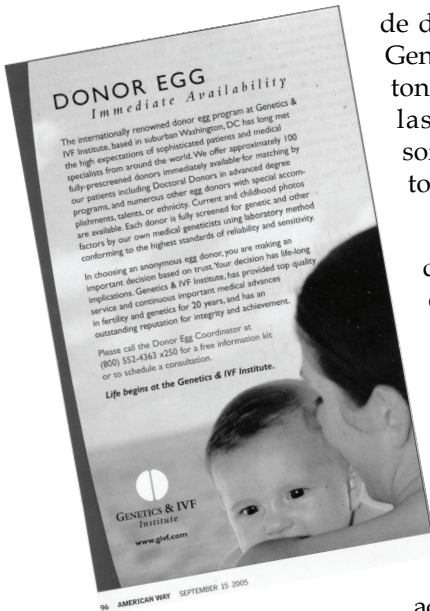 DONOR EGG
Immediate Availability
The internationally renowned donor egg program at Genetics &
IVF Institute, based in suburban Washington, DC has long met
the high expectations of sophisticated patients and medical
specialists from around the world. We offer approximately 100
fully-prescreened donors immediately available for matching by
our patients including Doctoral Donors in advanced degree
programs, and numerous other egg donors with special accom-
plishments, talents, or ethnicity. Current and childhood photos
are available. Each donor is fully screened for genetic and other
factors by our own medical geneticists using laboratory method
conforming to the highest standards of reliability and sensitivity.
In choosing an anonymous egg donor, you are making an
important decision based on trust. Your decision has life-long
implications. Genetics & IVF Institute, has provided top quality
service and continuous important medical advances
in fertility and genetics for 20 years, and has an
outstanding reputation for integrity and achievement.
Please call the Donor Egg Coordinator at
(800) 552-4363 x250 for a free information kit
or to schedule a consultation.
Life begins at the Genetics & IVF Institute.
GENETICS & IVF
Institute
www.givf.com
96 AMERICAN WAY SEPTEMBER 15 2005
de d
Gen
ton,
las
so
to